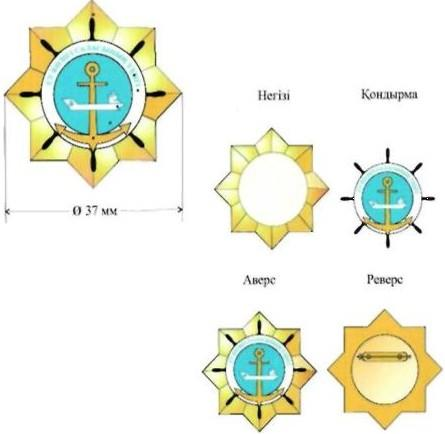 Ø 37 мм
Негізі
Қондырма
Аверс
Реверс